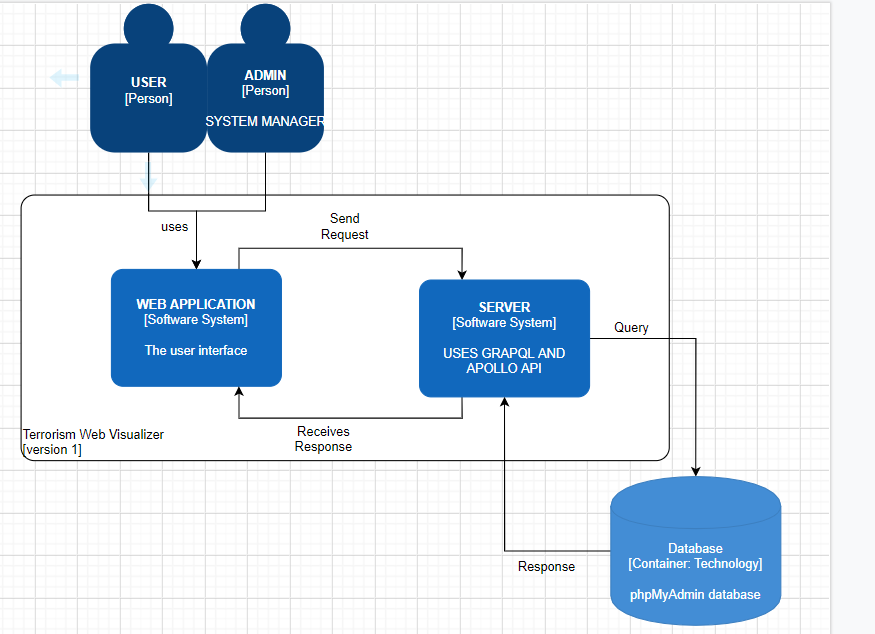 USER
[Person]
ADMIN
[Person]
SYSTEM MANAGER
uses
Send
Request
WEB APPLICATION
[Software System]
The user interface
SERVER
[Software System]
USES GRAPQL AND
APOLLO API
Query
Receives
Response
Terrorism Web Visualizer
[version 1]
Database
[Container: Technology]
phpMyAdmin database
Response